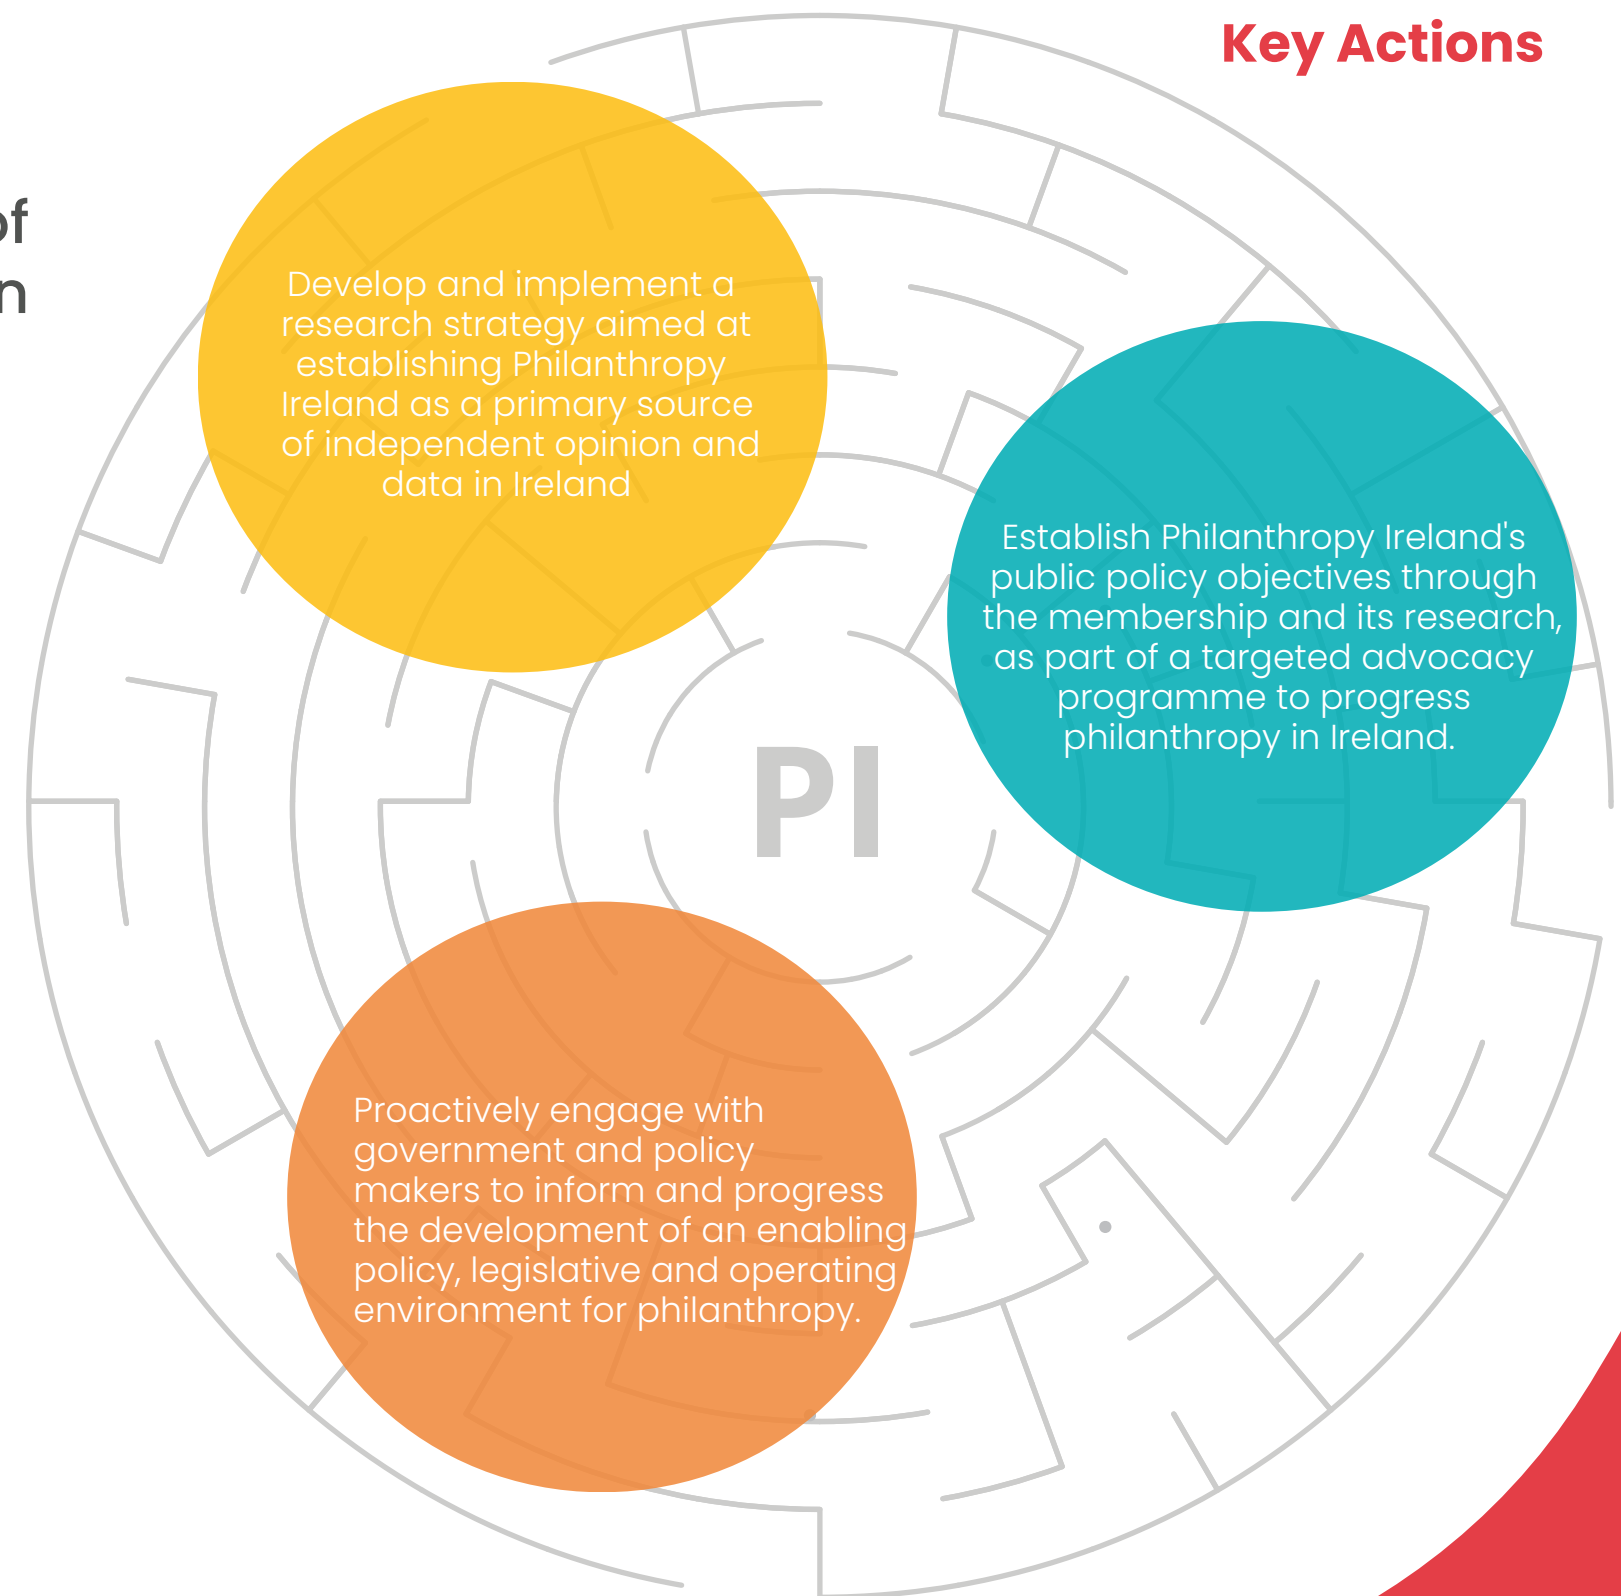 Key Actions
of
n
Develop and implement a
research strategy aimed at
establishing Philanthropy
Ireland as a primary source
of independent opinion and
data in Ireland
Establish Philanthropy Ireland's
public policy objectives through
the membership and its research,
as part of a targeted advocacy
programme to progress
philanthropy in Ireland.
PI
Proactively engage with
government and policy
makers to inform and progress
the development of an enabling
policy, legislative and operating
environment for philanthropy.